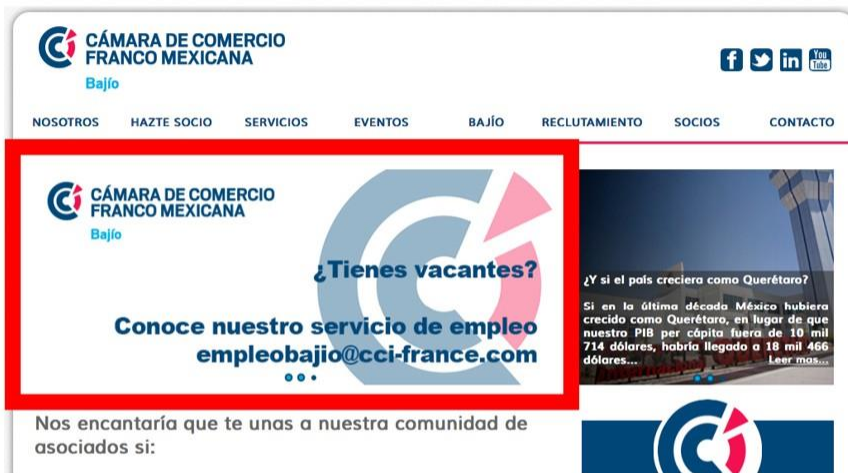 CÁMARA DE COMERCIO
FRANCO MEXICANA
Bajío
You
Tube
NOSOTROS HAZTE SOCIO SERVICIOS EVENTOS BAJÍO RECLUTAMIENTO SOCIOS CONTACTO
CÁMARA DE COMERCIO
FRANCO MEXICANA
Bajío
¿Tienes vacantes?
Conoce nuestro servicio de empleo
empleobajio@cci-france.com
¿Y si el país creciera como Querétaro?
Si en la última década México hubiera
crecido como Querétaro, en lugar de que
nuestro PIB per cápita fuera de 10 mil
714 dólares, habría llegado a 18 mil 466
dólares... Leer mas...
Nos encantaría que te unas a nuestra comunidad de
asociados si: